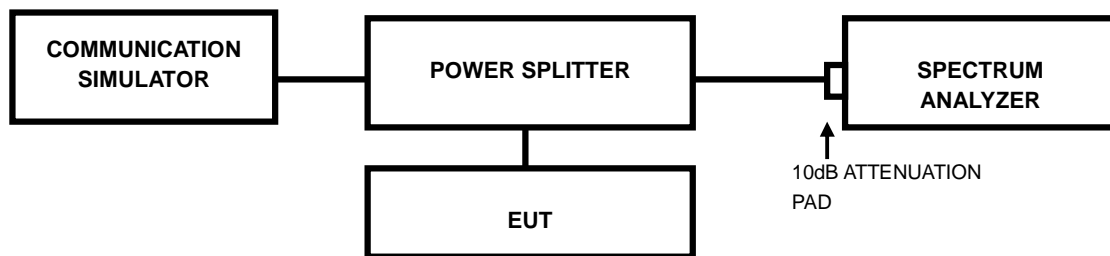 COMMUNICATION
SIMULATOR
POWER SPLITTER
SPECTRUM
ANALYZER
10dB ATTENUATION
PAD
EUT